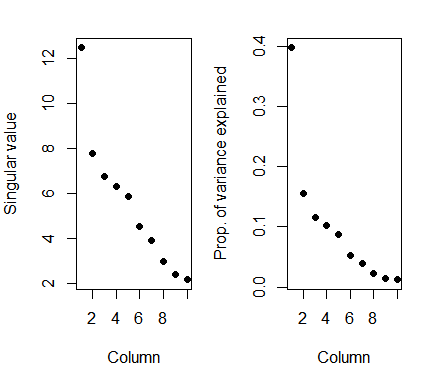 Singular value
2 4 6 8 10 12
2 4 6 8
Column
Prop. of variance explained
0.0 0.1 0.2 0.3 0.4
2 4 6 8
Column